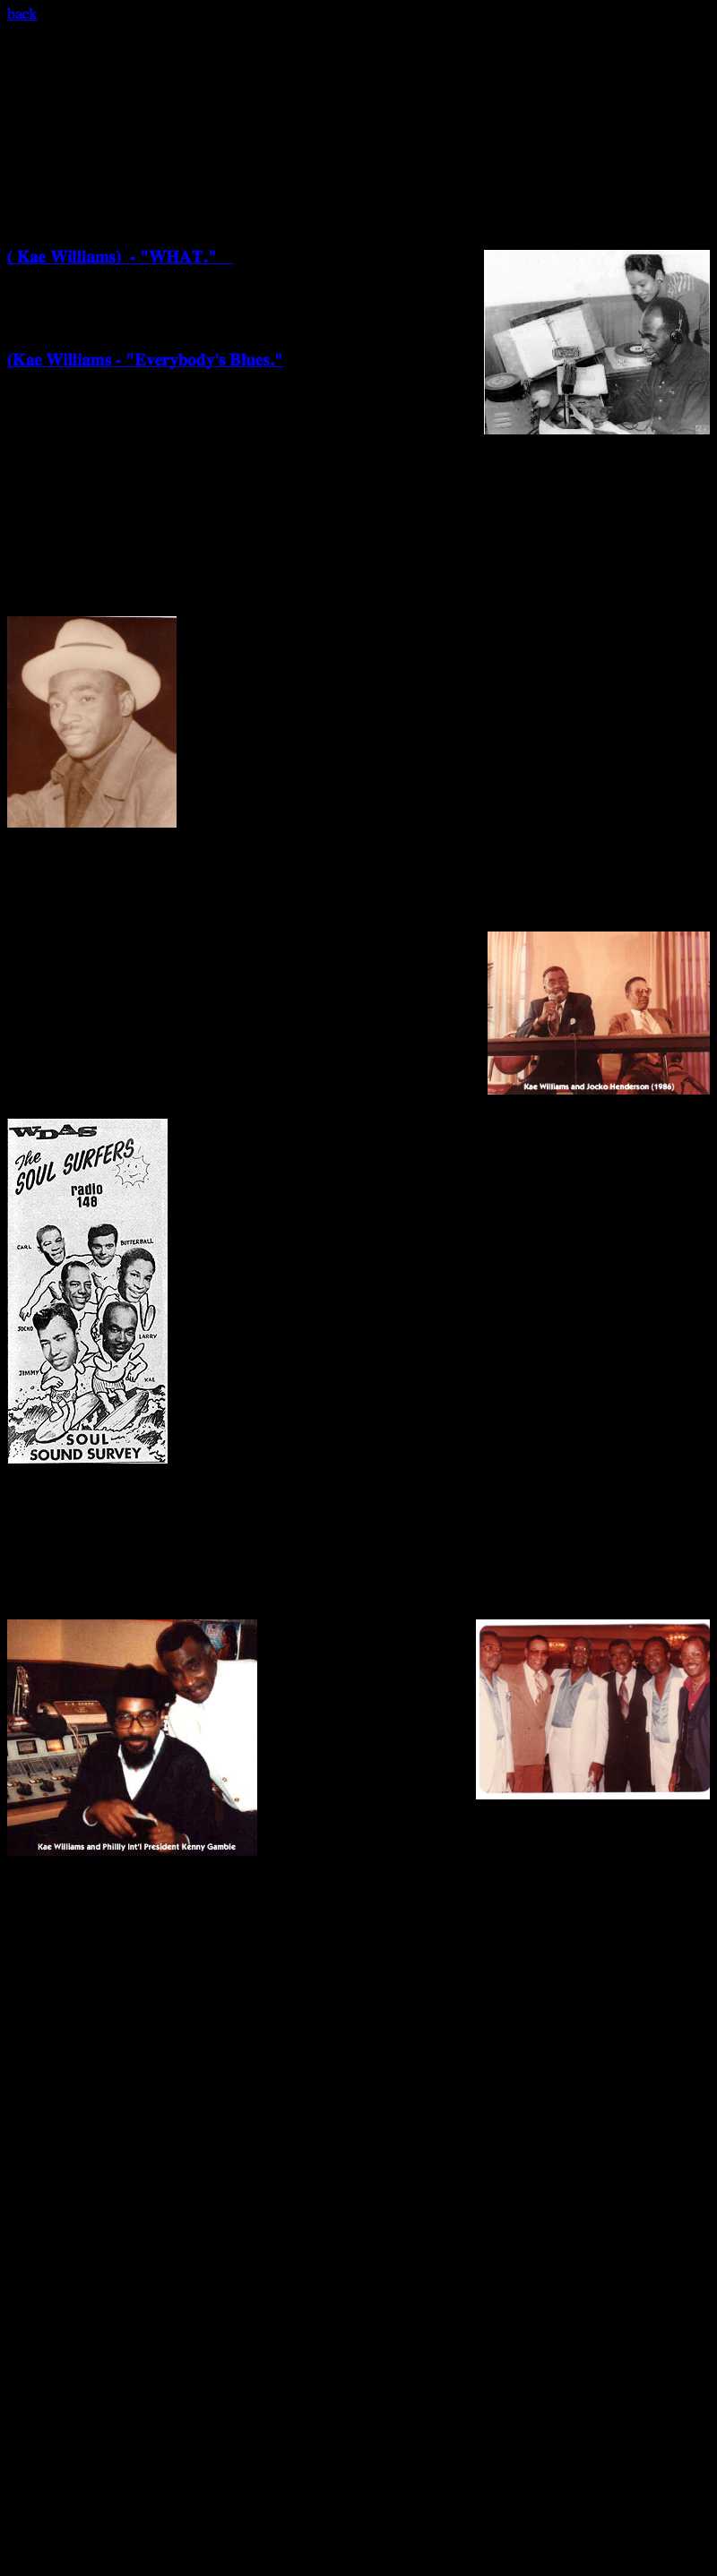 back
( Kae Williams)  - "WHAT."
(Kae Williams - "Everybody's Blues."
Kae Williams and Jocko Henderson (1986)
WDAS
The
SOUL SURFERS
radio
148
CARL
BUTTERBALL
JOCKO
LARRY
JIMMY
KAE
SOUL
SOUND SURVEY
Kae Williams and Philly Int'l President Kenny Gamble